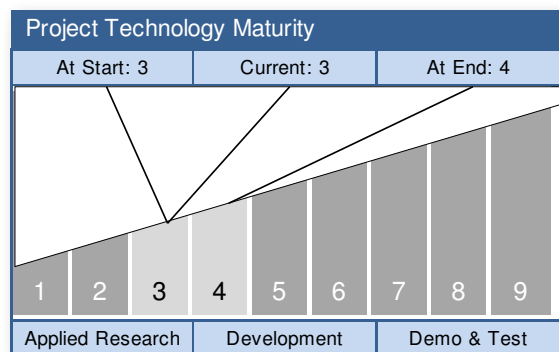 Project Technology Maturity
At Start: 3 Current: 3 At End: 4
1 2 3 4 5 6 7 8 9
Applied Research Development Demo & Test